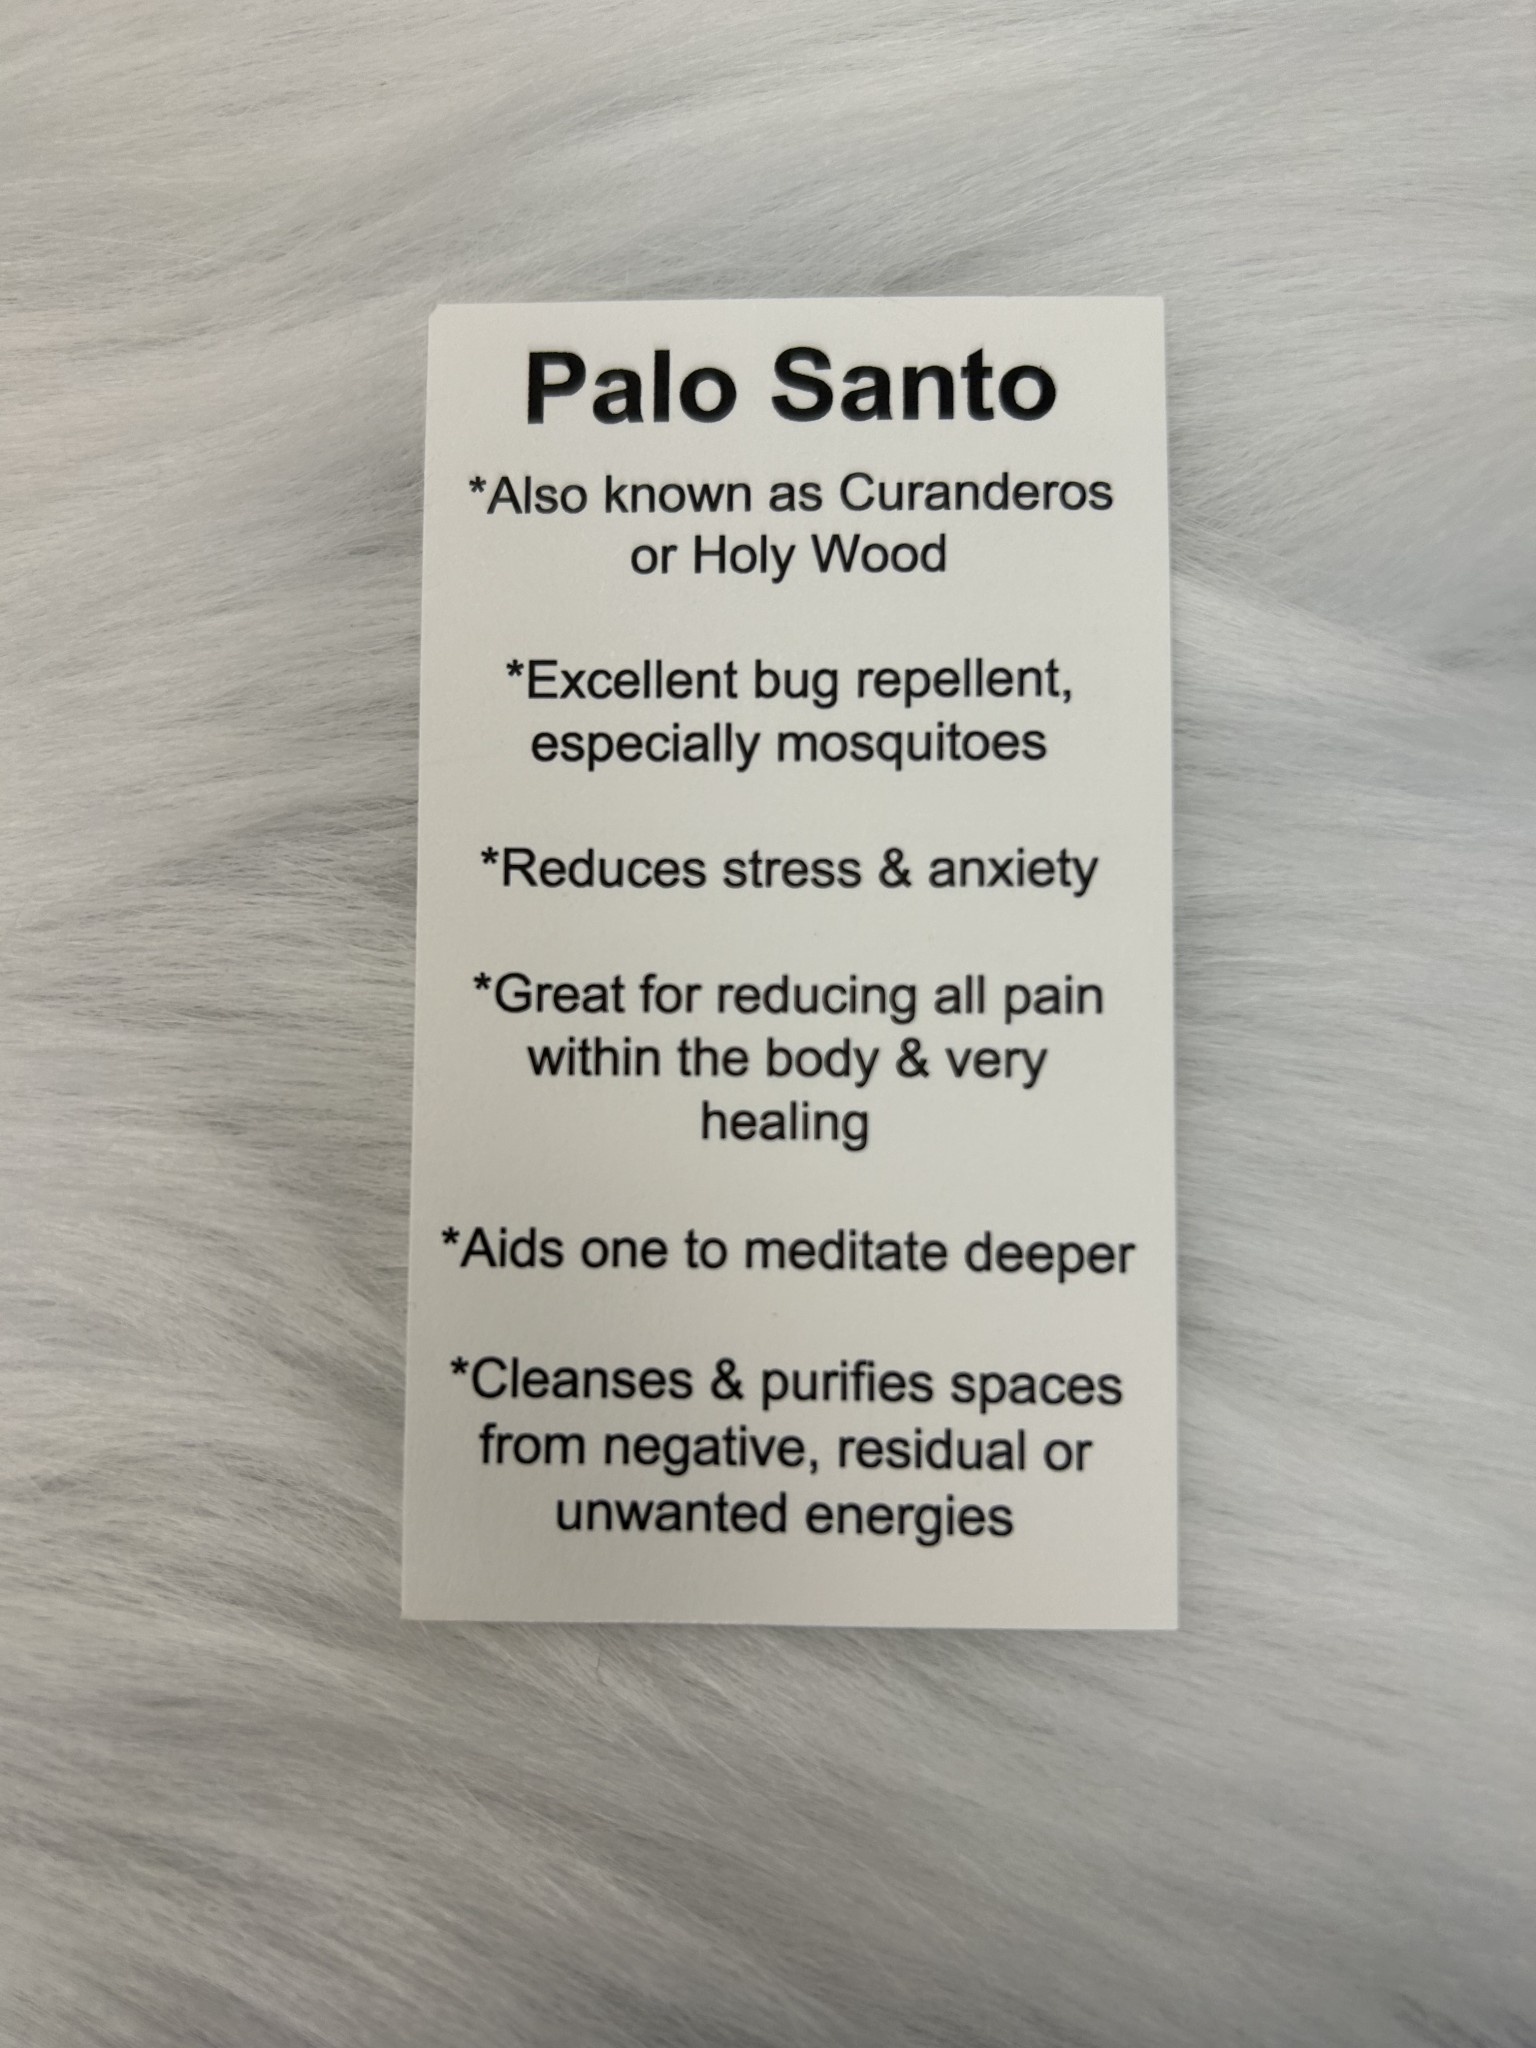 Palo Santo
*Also known as Curanderos
or Holy Wood
*Excellent bug repellent,
especially mosquitoes
*Reduces stress & anxiety
*Great for reducing all pain
within the body & very
healing
*Aids one to meditate deeper
*Cleanses & purifies spaces
from negative, residual or
unwanted energies